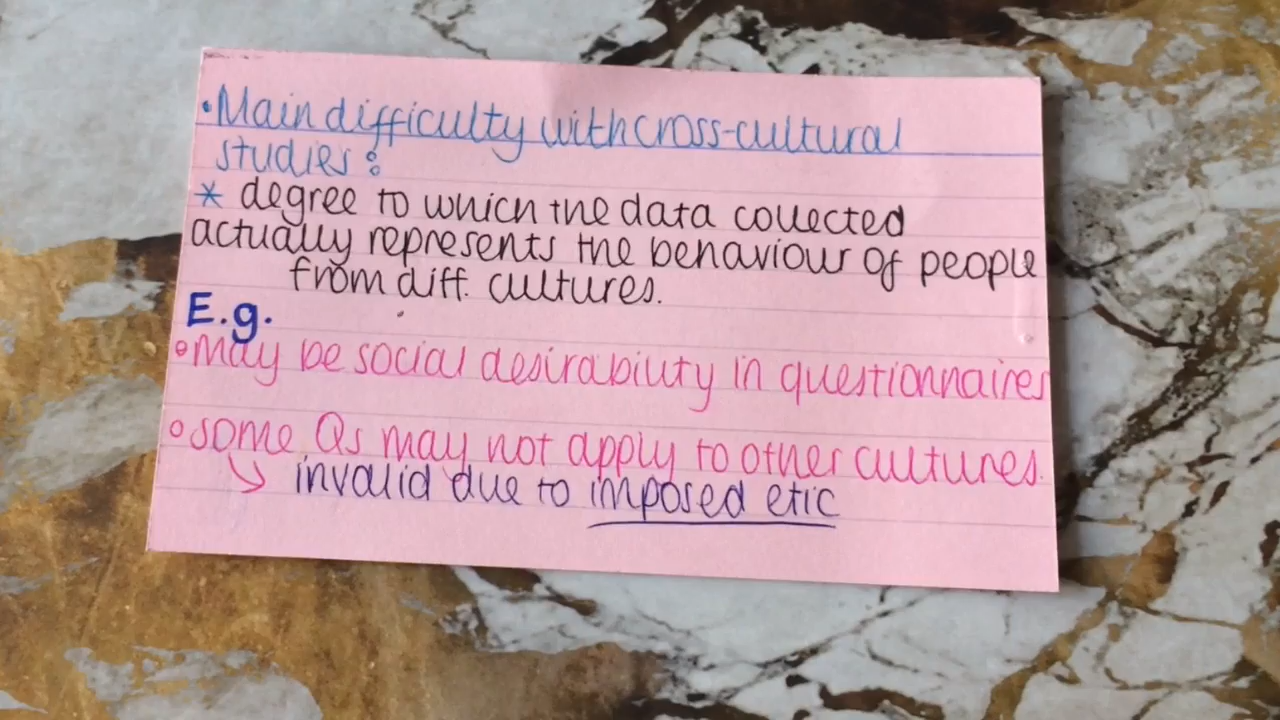 •Main difficulty with cross-cultural
studies:
* degree to which the data collected
actually represents the behaviour of people
from diff. cultures.
E.g.
•may be social desirability in questionnaires
•some Qs may not apply to other cultures.
↳ invalid due to imposed etic